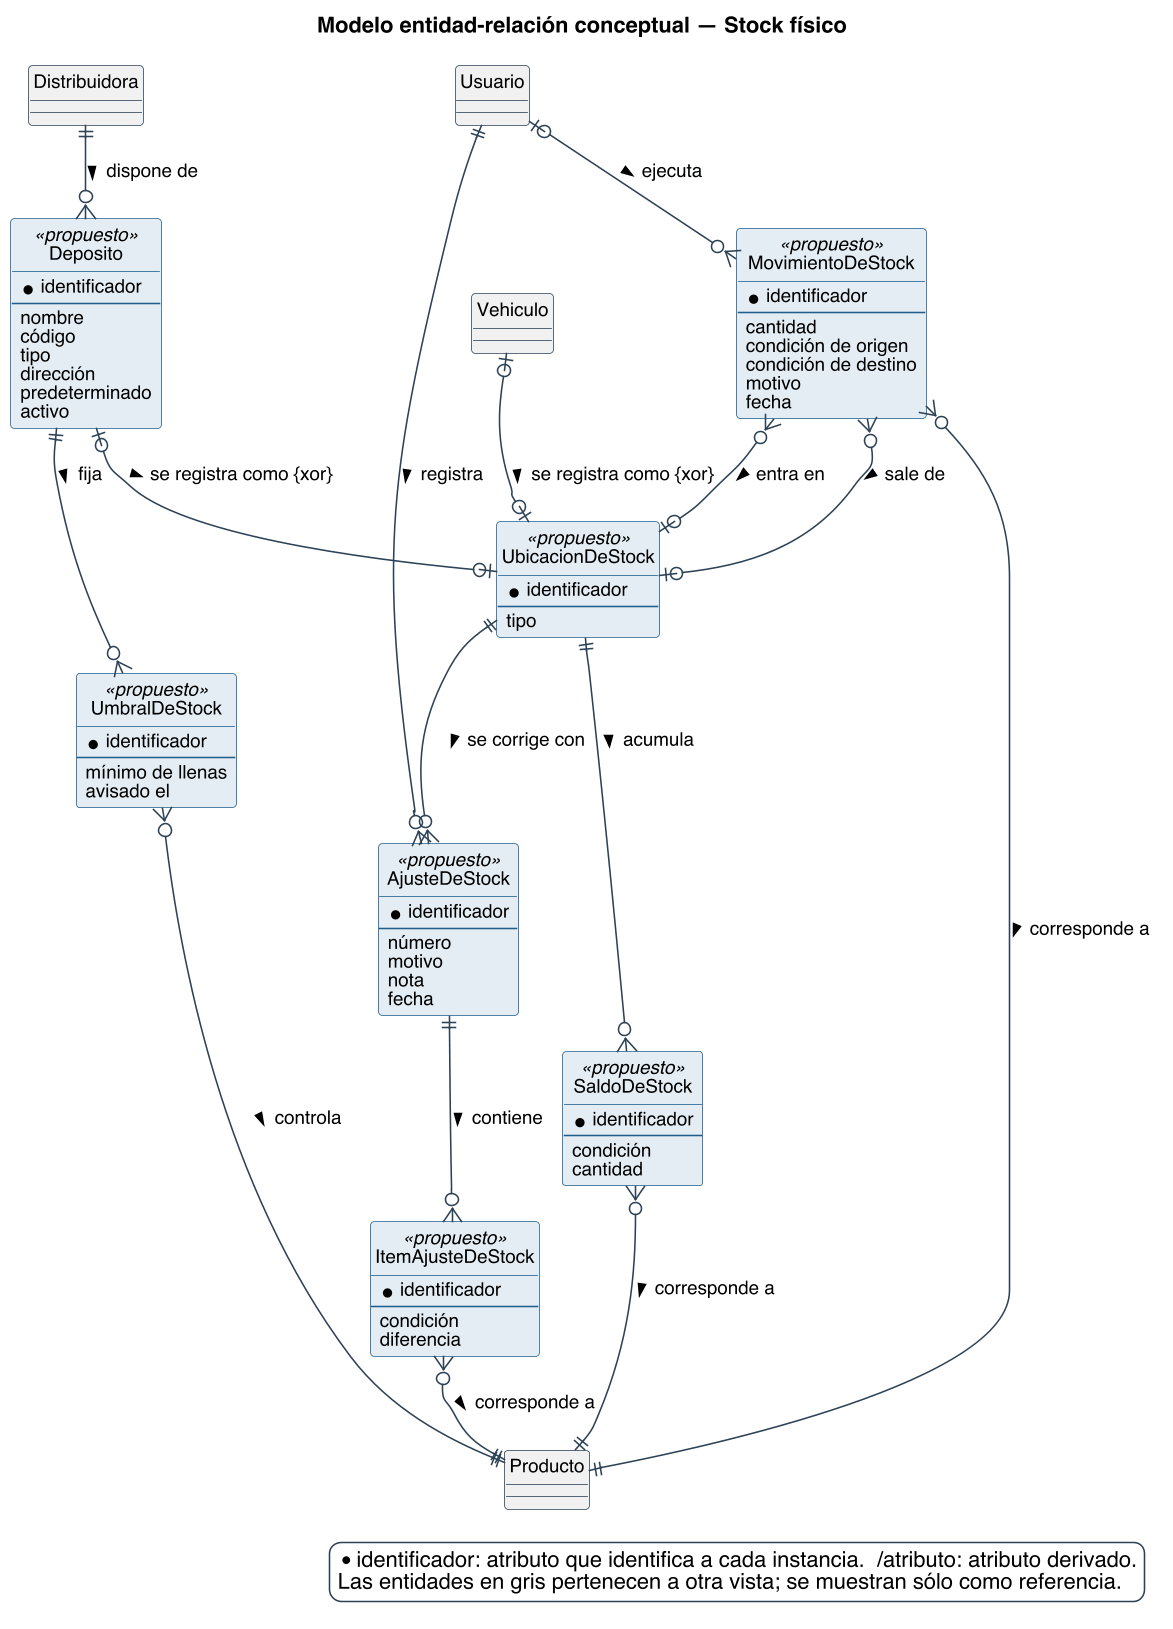 Modelo entidad-relación conceptual — Stock físico
Distribuidora
Usuario
dispone de
ejecuta
«propuesto»
Deposito
● identificador
nombre
código
tipo
dirección
predeterminado
activo
«propuesto»
MovimientoDeStock
● identificador
cantidad
condición de origen
condición de destino
motivo
fecha
Vehiculo
fija
se registra como {xor}
registra
se registra como {xor}
entra en
sale de
«propuesto»
UbicacionDeStock
● identificador
tipo
«propuesto»
UmbralDeStock
● identificador
mínimo de llenas
avisado el
se corrige con
acumula
«propuesto»
AjusteDeStock
● identificador
número
motivo
nota
fecha
corresponde a
«propuesto»
SaldoDeStock
● identificador
condición
cantidad
controla
contiene
«propuesto»
ItemAjusteDeStock
● identificador
condición
diferencia
corresponde a
corresponde a
Producto
● identificador: atributo que identifica a cada instancia.  /atributo: atributo derivado.
Las entidades en gris pertenecen a otra vista; se muestran sólo como referencia.